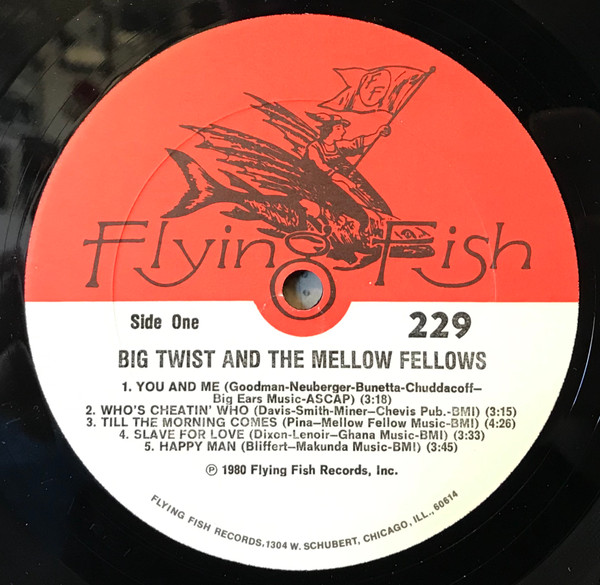 FF
Flying Fish
Side One
229
BIG TWIST AND THE MELLOW FELLOWS
1. YOU AND ME (Goodman-Neuberger-Bunetta-Chuddacoff–
Big Ears Music-ASCAP) (3:18)
2. WHO'S CHEATIN' WHO (Davis-Smith-Miner–Chevis Pub.-BMI) (3:15)
3. TILL THE MORNING COMES (Pina–Mellow Fellow Music-BMI) (4:26)
4. SLAVE FOR LOVE (Dixon-Lenoir–Ghana Music-BMI) (3:33)
5. HAPPY MAN (Bliffert–Makunda Music-BMI) (3:45)
℗ 1980 Flying Fish Records, Inc.
FLYING FISH RECORDS,1304 W. SCHUBERT, CHICAGO, ILL., 60614